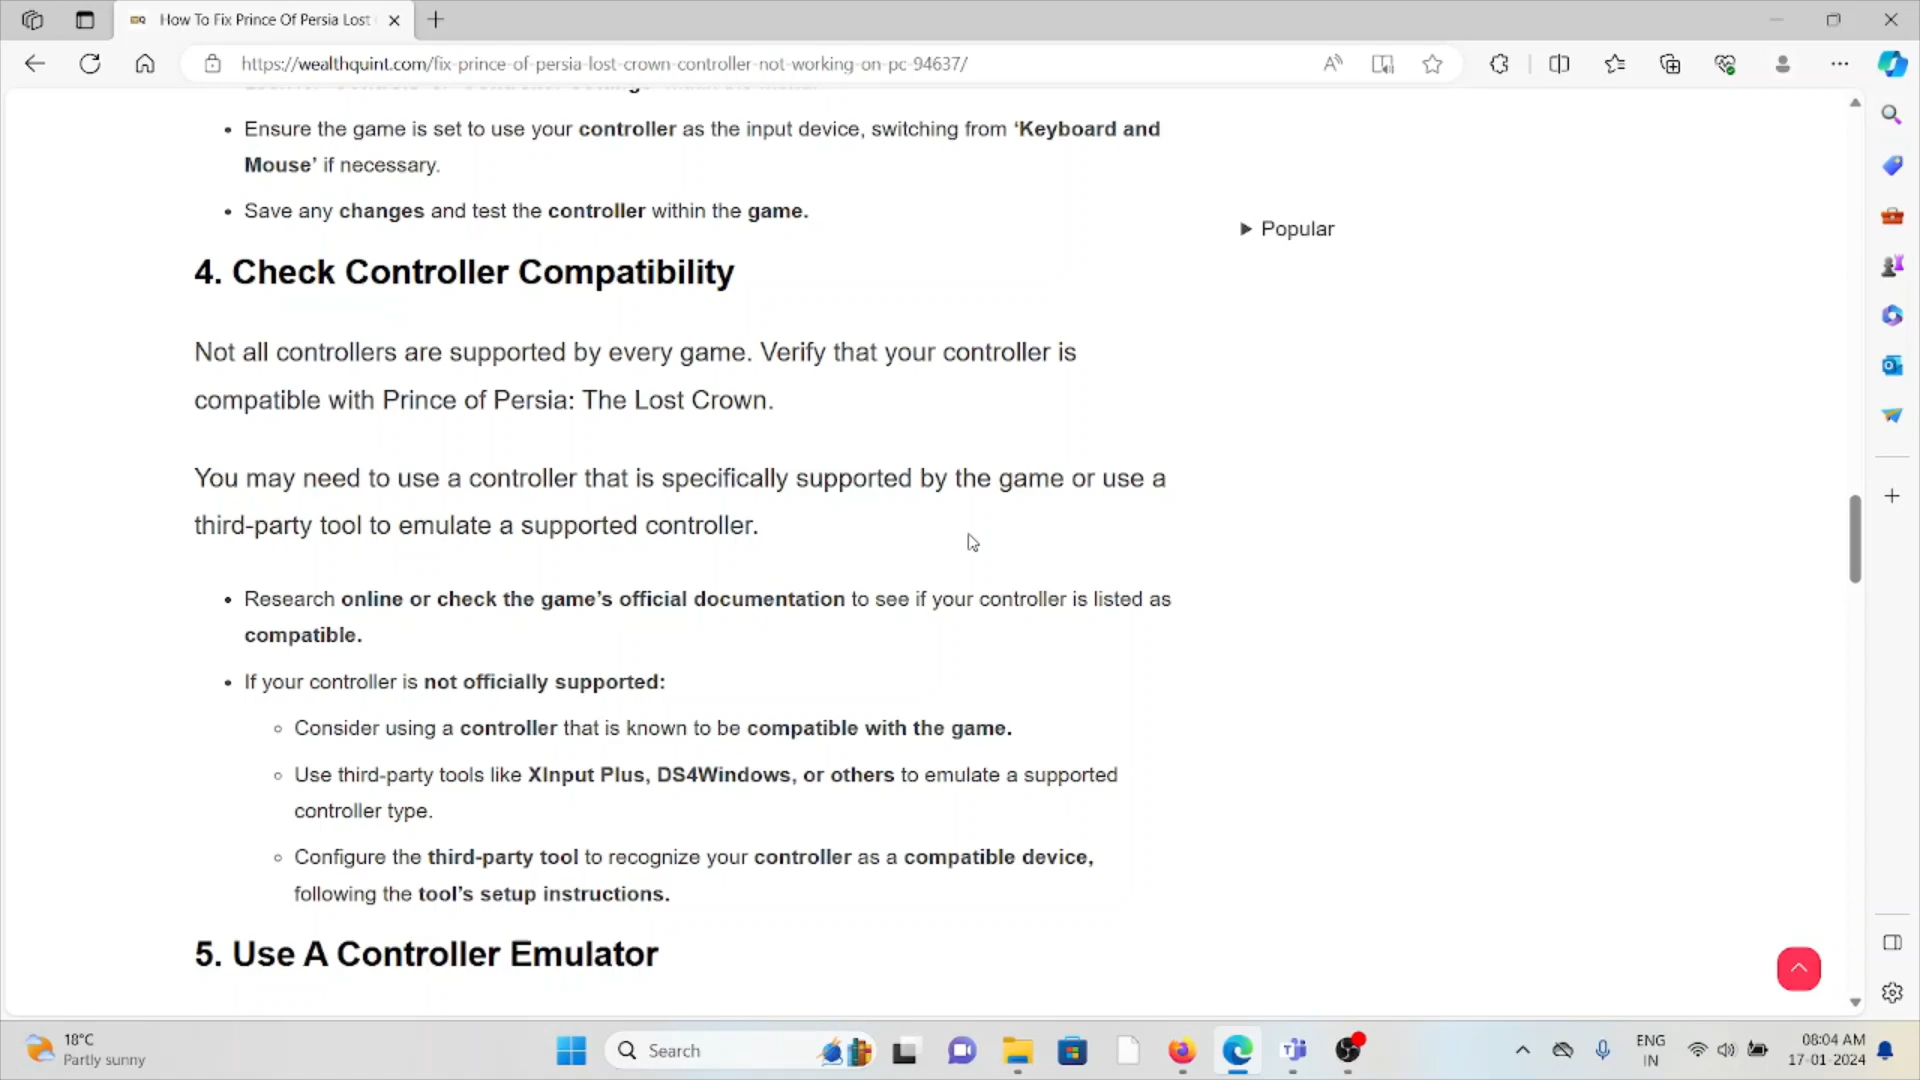 How To Fix Prince Of Persia Lost
https://wealthquint.com/fix-prince-of-persia-lost-crown-controller-not-working-on-pc-94637/
• Ensure the game is set to use your controller as the input device, switching from ‘Keyboard and
Mouse’ if necessary.
• Save any changes and test the controller within the game.
▶ Popular
4. Check Controller Compatibility
Not all controllers are supported by every game. Verify that your controller is
compatible with Prince of Persia: The Lost Crown.
You may need to use a controller that is specifically supported by the game or use a
third-party tool to emulate a supported controller.
• Research online or check the game’s official documentation to see if your controller is listed as
compatible.
• If your controller is not officially supported:
◦ Consider using a controller that is known to be compatible with the game.
◦ Use third-party tools like XInput Plus, DS4Windows, or others to emulate a supported
controller type.
◦ Configure the third-party tool to recognize your controller as a compatible device,
following the tool’s setup instructions.
5. Use A Controller Emulator
18°C
Partly sunny
Search
ENG
IN
08:04 AM
17-01-2024